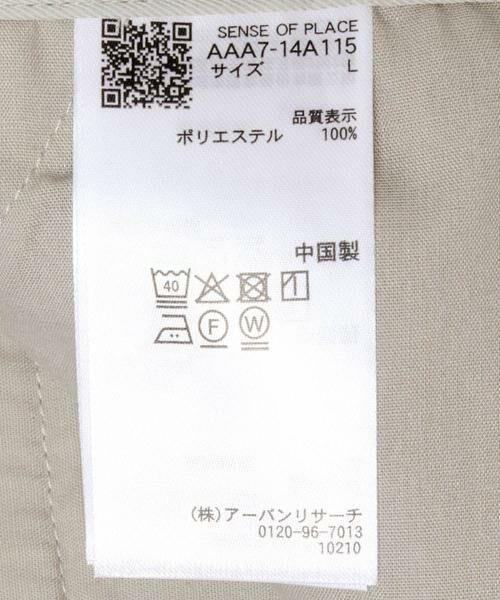 SENSE OF PLACE
AAA7-14A115
サイズ L
品質表示
ポリエステル 100%
中国製
40
F W
(株)アーバンリサーチ
0120-96-7013
10210